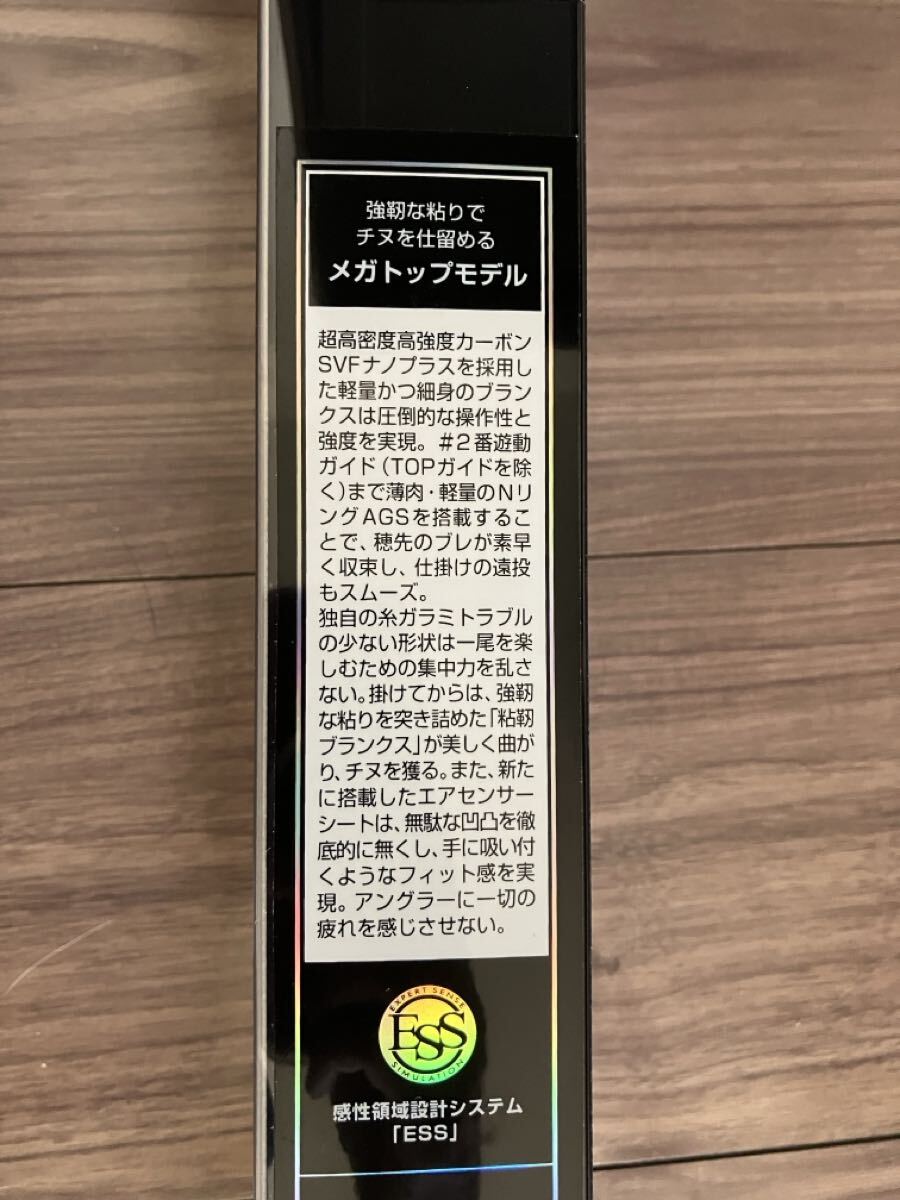 強靭な粘りで
チヌを仕留める
メガトップモデル
超高密度高強度カーボン
SVFナノプラスを採用し
た軽量かつ細身のブラン
クスは圧倒的な操作性と
強度を実現。#2番遊動
ガイド(TOPガイドを除
く)まで薄肉・軽量のNリ
ングAGSを搭載するこ
とで、穂先のブレが素早
く収束し、仕掛けの遠投
もスムーズ。
独自の糸ガラミトラブル
の少ない形状は一尾を楽
しむための集中力を乱さ
ない。掛けてからは、強靭
な粘りを突き詰めた「粘靭
ブランクス」が美しく曲が
り、チヌを獲る。また、新た
に搭載したエアセンサー
シートは、無駄な凹凸を徹
底的に無くし、手に吸い付
くようなフィット感を実
現。アングラーに一切の
疲れを感じさせない。
EXPERT SENSE
ESS
SIMULATION
感性領域設計システム
「ESS」